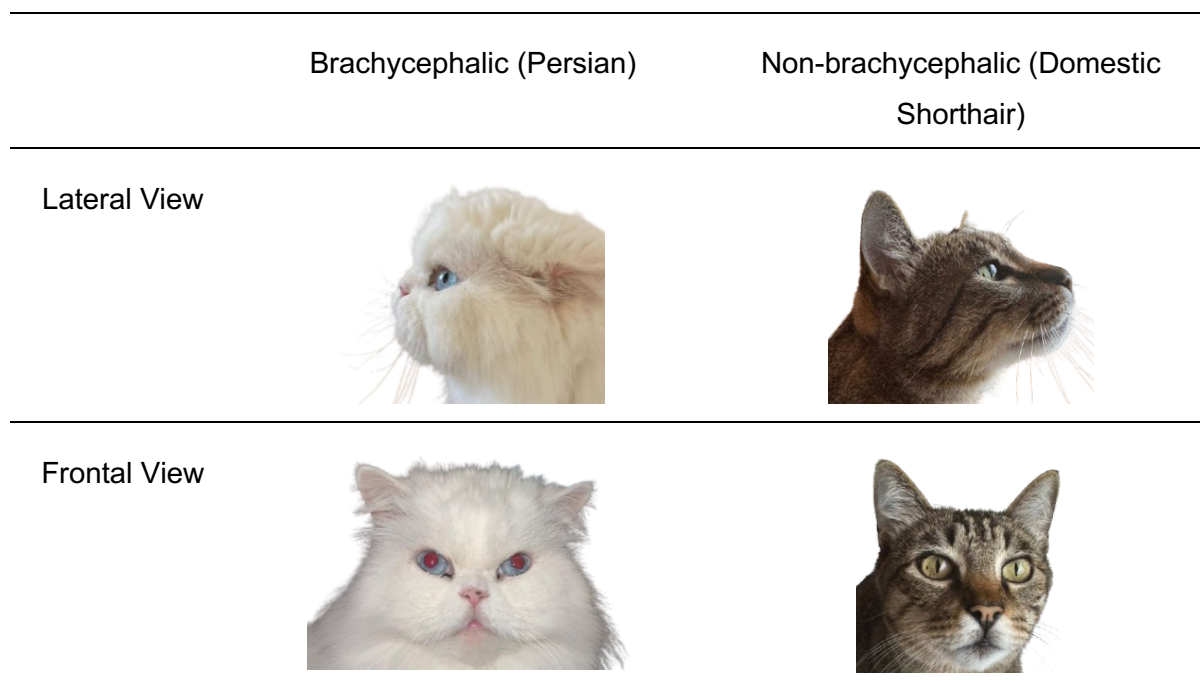 Brachycephalic (Persian)
Non-brachycephalic (Domestic
Shorthair)
Lateral View
Frontal View